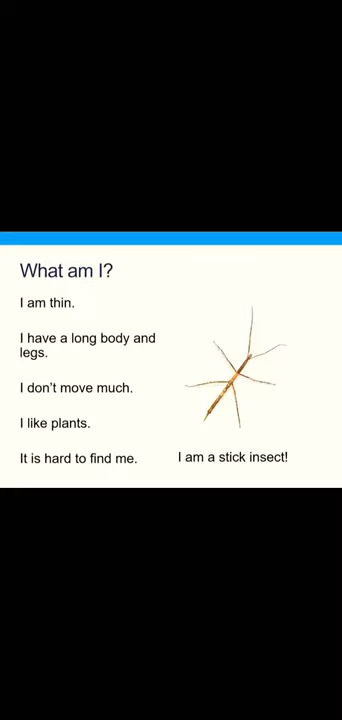 What am I?
I am thin.
I have a long body and
legs.
I don’t move much.
I like plants.
It is hard to find me.
I am a stick insect!